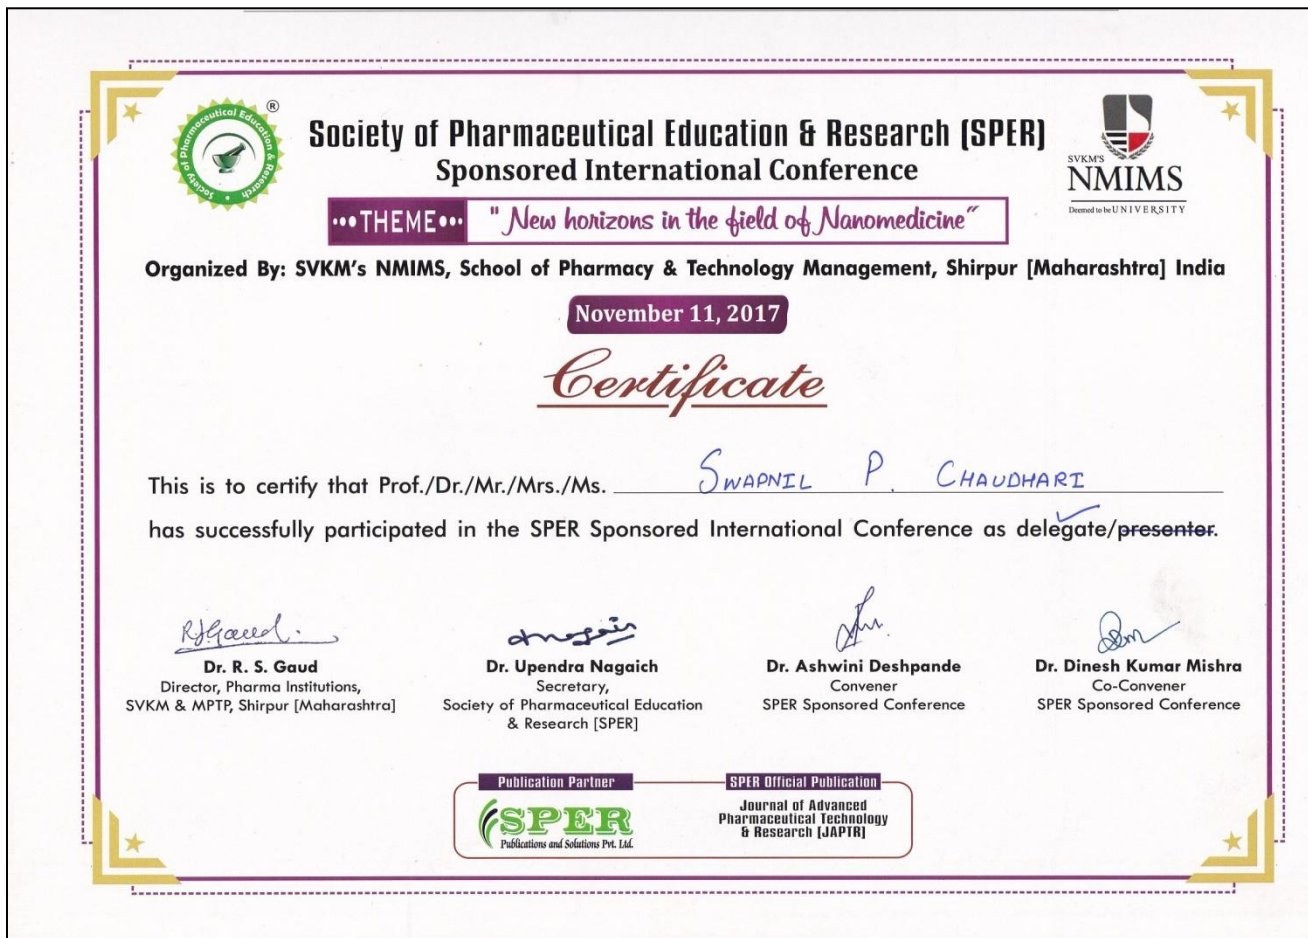 Society of Pharmaceutical Education & Research
®
Society of Pharmaceutical Education & Research (SPER)
Sponsored International Conference
SVKM'S
NMIMS
Deemed to be UNIVERSITY
•••THEME••• " New horizons in the field of Nanomedicine"
Organized By: SVKM's NMIMS, School of Pharmacy & Technology Management, Shirpur [Maharashtra] India
November 11, 2017
Certificate
This is to certify that Prof./Dr./Mr./Mrs./Ms. SWAPNIL P. CHAUDHARI
has successfully participated in the SPER Sponsored International Conference as delegate/presenter.
Dr. R. S. Gaud
Director, Pharma Institutions,
SVKM & MPTP, Shirpur [Maharashtra]
Dr. Upendra Nagaich
Secretary,
Society of Pharmaceutical Education
& Research [SPER]
Dr. Ashwini Deshpande
Convener
SPER Sponsored Conference
Dr. Dinesh Kumar Mishra
Co-Convener
SPER Sponsored Conference
Publication Partner
SPER
Publications and Solutions Pvt. Ltd.
SPER Official Publication
Journal of Advanced
Pharmaceutical Technology
& Research [JAPTR]